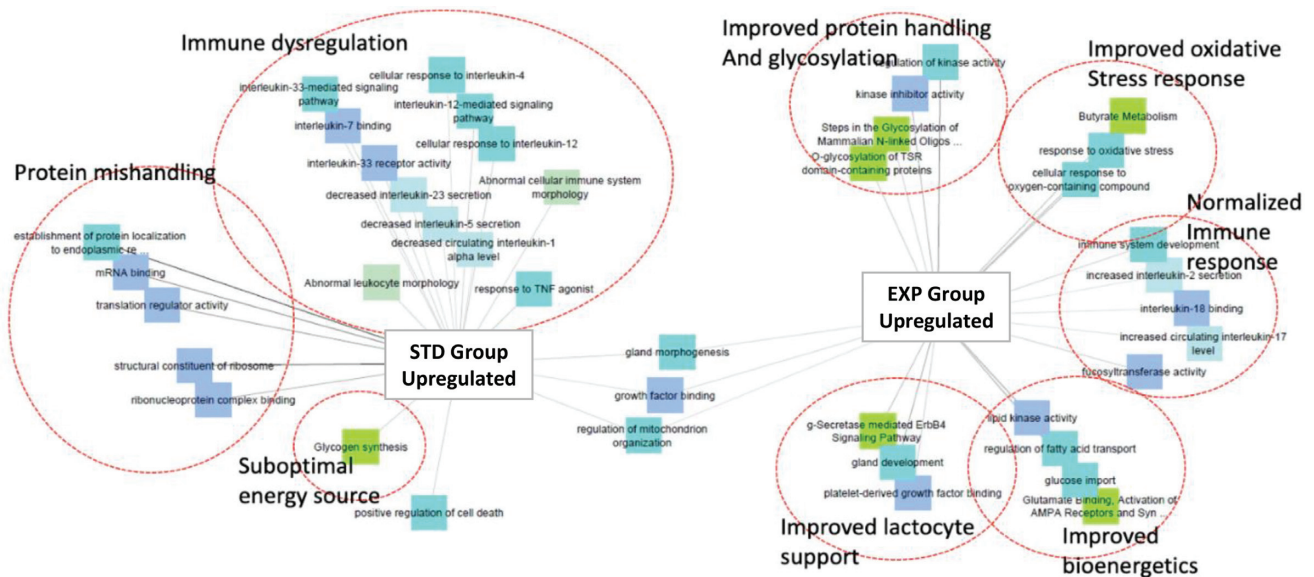 Immune dysregulation
cellular response to interleukin-4
interleukin-33-mediated signaling
pathway
interleukin-12-mediated signaling
pathway
interleukin-7 binding
cellular response to interleukin-12
interleukin-33 receptor activity
Abnormal cellular immune system
morphology
decreased interleukin-23 secretion
decreased interleukin-5 secretion
decreased circulating interleukin-1
alpha level
Abnormal leukocyte morphology
response to TNF agonist
Protein mishandling
establishment of protein localization
to endoplasmic-re ...
mRNA binding
translation regulator activity
structural constituent of ribosome
ribonucleoprotein complex binding
STD Group
Upregulated
Glycogen synthesis
Suboptimal
energy source
positive regulation of cell death
gland morphogenesis
growth factor binding
regulation of mitochondrion
organization
Improved protein handling
And glycosylation
regulation of kinase activity
kinase inhibitor activity
Steps in the Glycosylation of
Mammalian N-linked Oligos ...
O-glycosylation of TSR
domain-containing proteins
Improved oxidative
Stress response
Butyrate Metabolism
response to oxidative stress
cellular response to
oxygen-containing compound
Normalized
Immune
response
immune system development
increased interleukin-2 secretion
interleukin-18 binding
increased circulating interleukin-17
level
fucosyltransferase activity
EXP Group
Upregulated
g-Secretase mediated ErbB4
Signaling Pathway
gland development
platelet-derived growth factor binding
Improved lactocyte
support
lipid kinase activity
regulation of fatty acid transport
glucose import
Glutamate Binding, Activation of
AMPA Receptors and Syn ...
Improved
bioenergetics